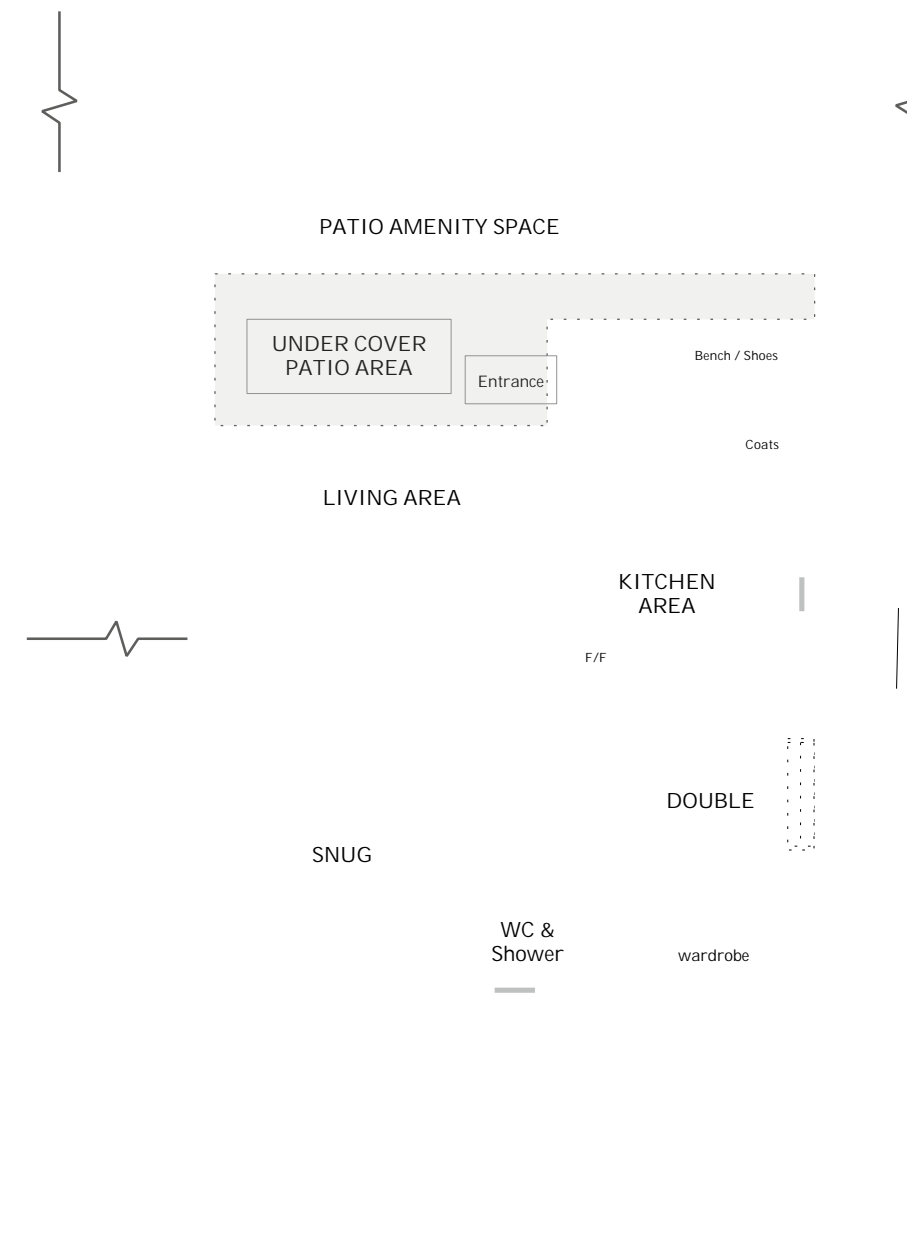 PATIO AMENITY SPACE
UNDER COVER
PATIO AREA
Bench / Shoes
Entrance
Coats
LIVING AREA
KITCHEN
AREA
F/F
DOUBLE
SNUG
WC &
Shower
wardrobe